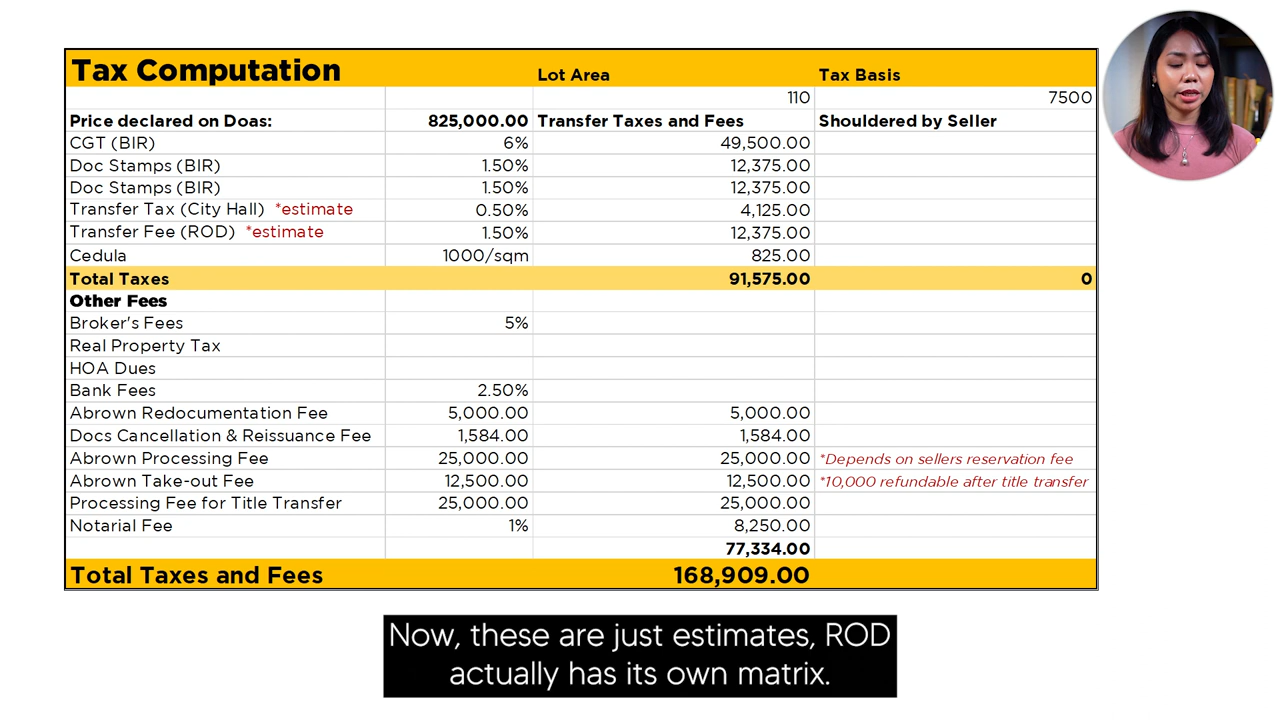 Tax Computation Lot Area Tax Basis
110 7500
Price declared on Doas: 825,000.00 Transfer Taxes and Fees Shouldered by Seller
CGT (BIR) 6% 49,500.00
Doc Stamps (BIR) 1.50% 12,375.00
Doc Stamps (BIR) 1.50% 12,375.00
Transfer Tax (City Hall) *estimate 0.50% 4,125.00
Transfer Fee (ROD) *estimate 1.50% 12,375.00
Cedula 1000/sqm 825.00
Total Taxes 91,575.00 0
Other Fees
Broker's Fees 5%
Real Property Tax
HOA Dues
Bank Fees 2.50%
Abrown Redocumentation Fee 5,000.00 5,000.00
Docs Cancellation & Reissuance Fee 1,584.00 1,584.00
Abrown Processing Fee 25,000.00 25,000.00 *Depends on sellers reservation fee
Abrown Take-out Fee 12,500.00 12,500.00 *10,000 refundable after title transfer
Processing Fee for Title Transfer 25,000.00 25,000.00
Notarial Fee 1% 8,250.00
77,334.00
Total Taxes and Fees 168,909.00
Now, these are just estimates, ROD
actually has its own matrix.